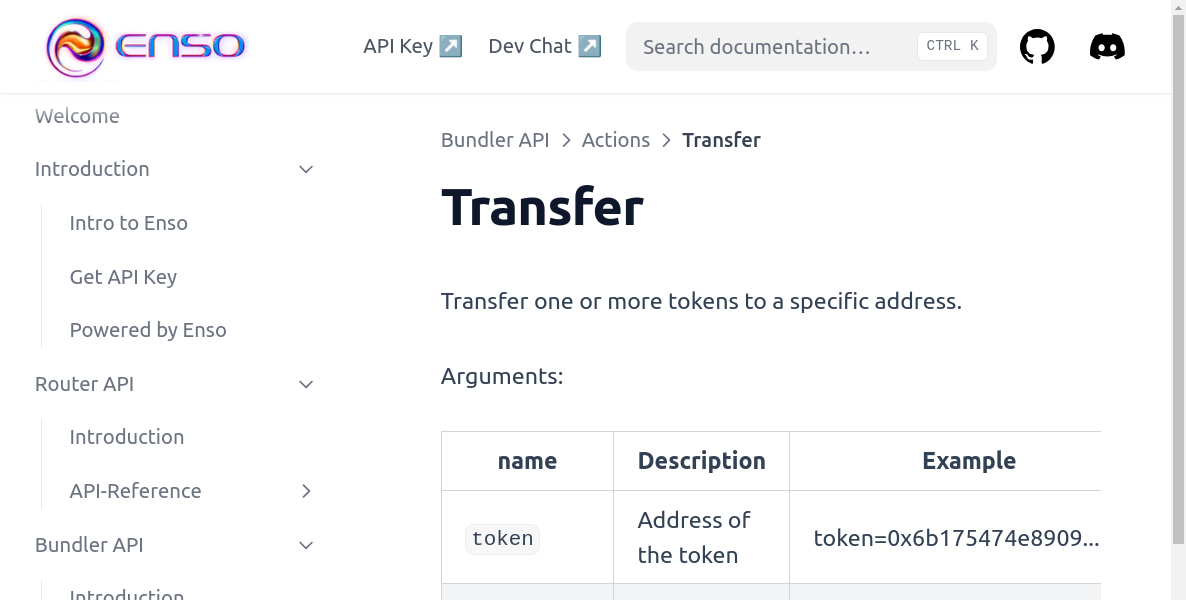 ENSO
API Key ↗ Dev Chat ↗ Search documentation… CTRL K
Welcome
Introduction
Intro to Enso
Get API Key
Powered by Enso
Router API
Introduction
API-Reference
Bundler API
Introduction
Bundler API > Actions > Transfer
Transfer
Transfer one or more tokens to a specific address.
Arguments:
name Description Example
token Address of the token token=0x6b175474e8909...